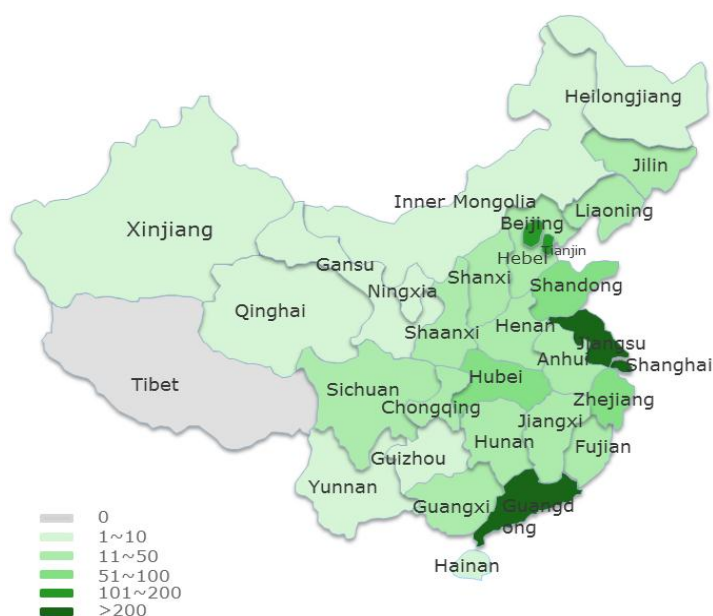 Heilongjiang
Jilin
Inner Mongolia
Liaoning
Beijing
Tianjin
Xinjiang
Hebei
Gansu
Shanxi
Shandong
Ningxia
Qinghai
Shaanxi
Henan
Jiangsu
Anhui
Shanghai
Tibet
Sichuan
Hubei
Chongqing
Zhejiang
Jiangxi
Hunan
Fujian
Guizhou
Yunnan
Guangxi
Guangd
ong
Hainan
0
1~10
11~50
51~100
101~200
>200